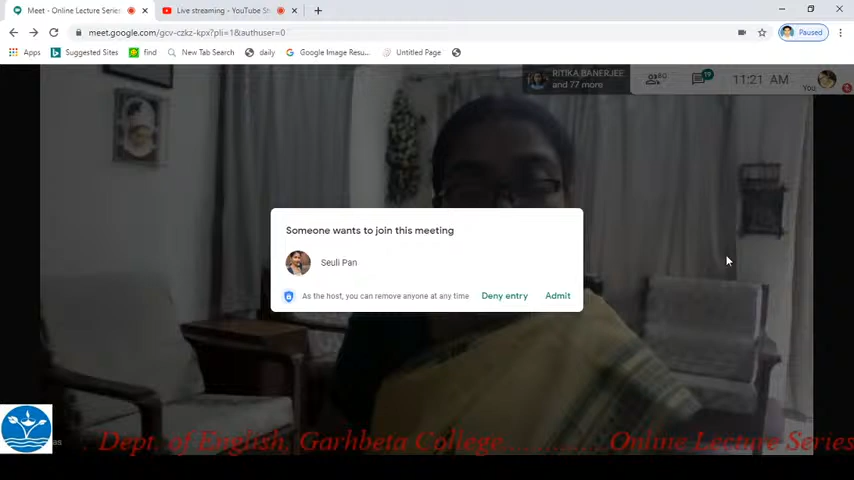 Meet - Online Lecture Series
Live streaming - YouTube St
meet.google.com/gcv-czkz-kpx?pli=1&authuser=0
Paused
Apps
Suggested Sites
find
New Tab Search
daily
Google Image Resu...
Untitled Page
RITIKA BANERJEE
and 77 more
80
19
11:21 AM
You
Someone wants to join this meeting
Seuli Pan
As the host, you can remove anyone at any time
Deny entry
Admit
. Dept. of English, Garhbeta College............... Online Lecture Series